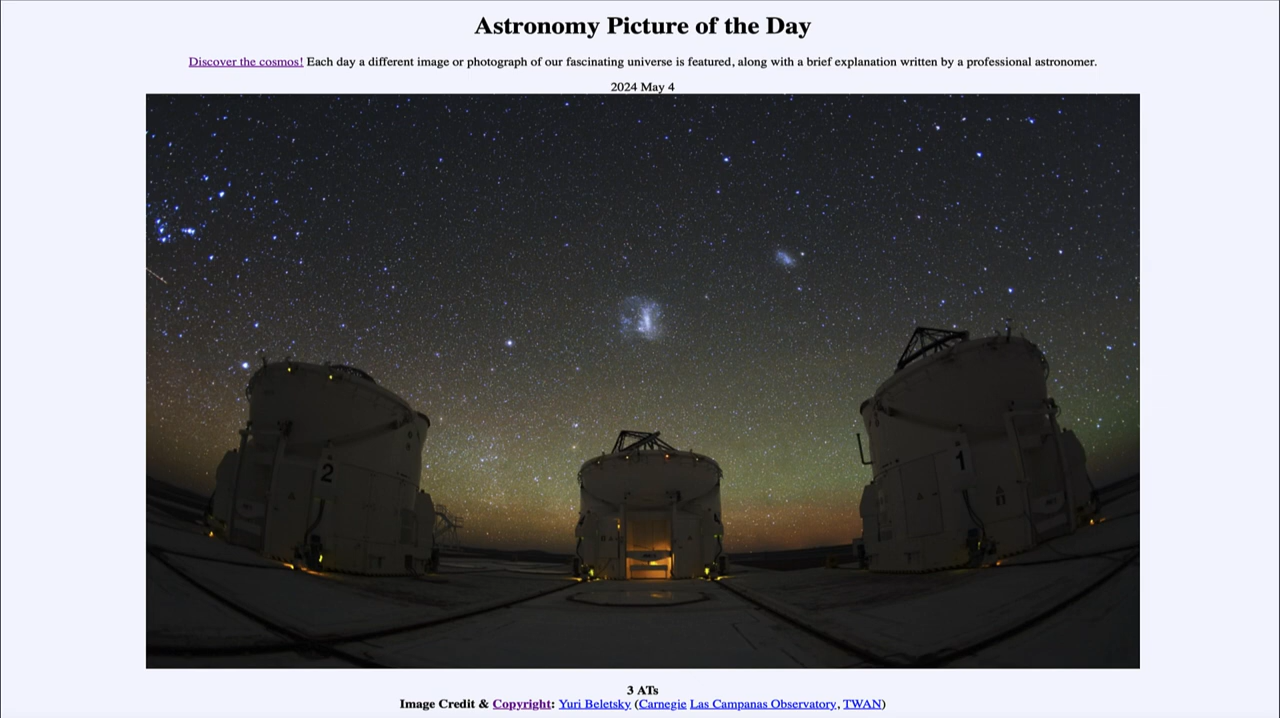 Astronomy Picture of the Day
Discover the cosmos! Each day a different image or photograph of our fascinating universe is featured, along with a brief explanation written by a professional astronomer.
2024 May 4
2
1
3 ATs
Image Credit & Copyright: Yuri Beletsky (Carnegie Las Campanas Observatory, TWAN)